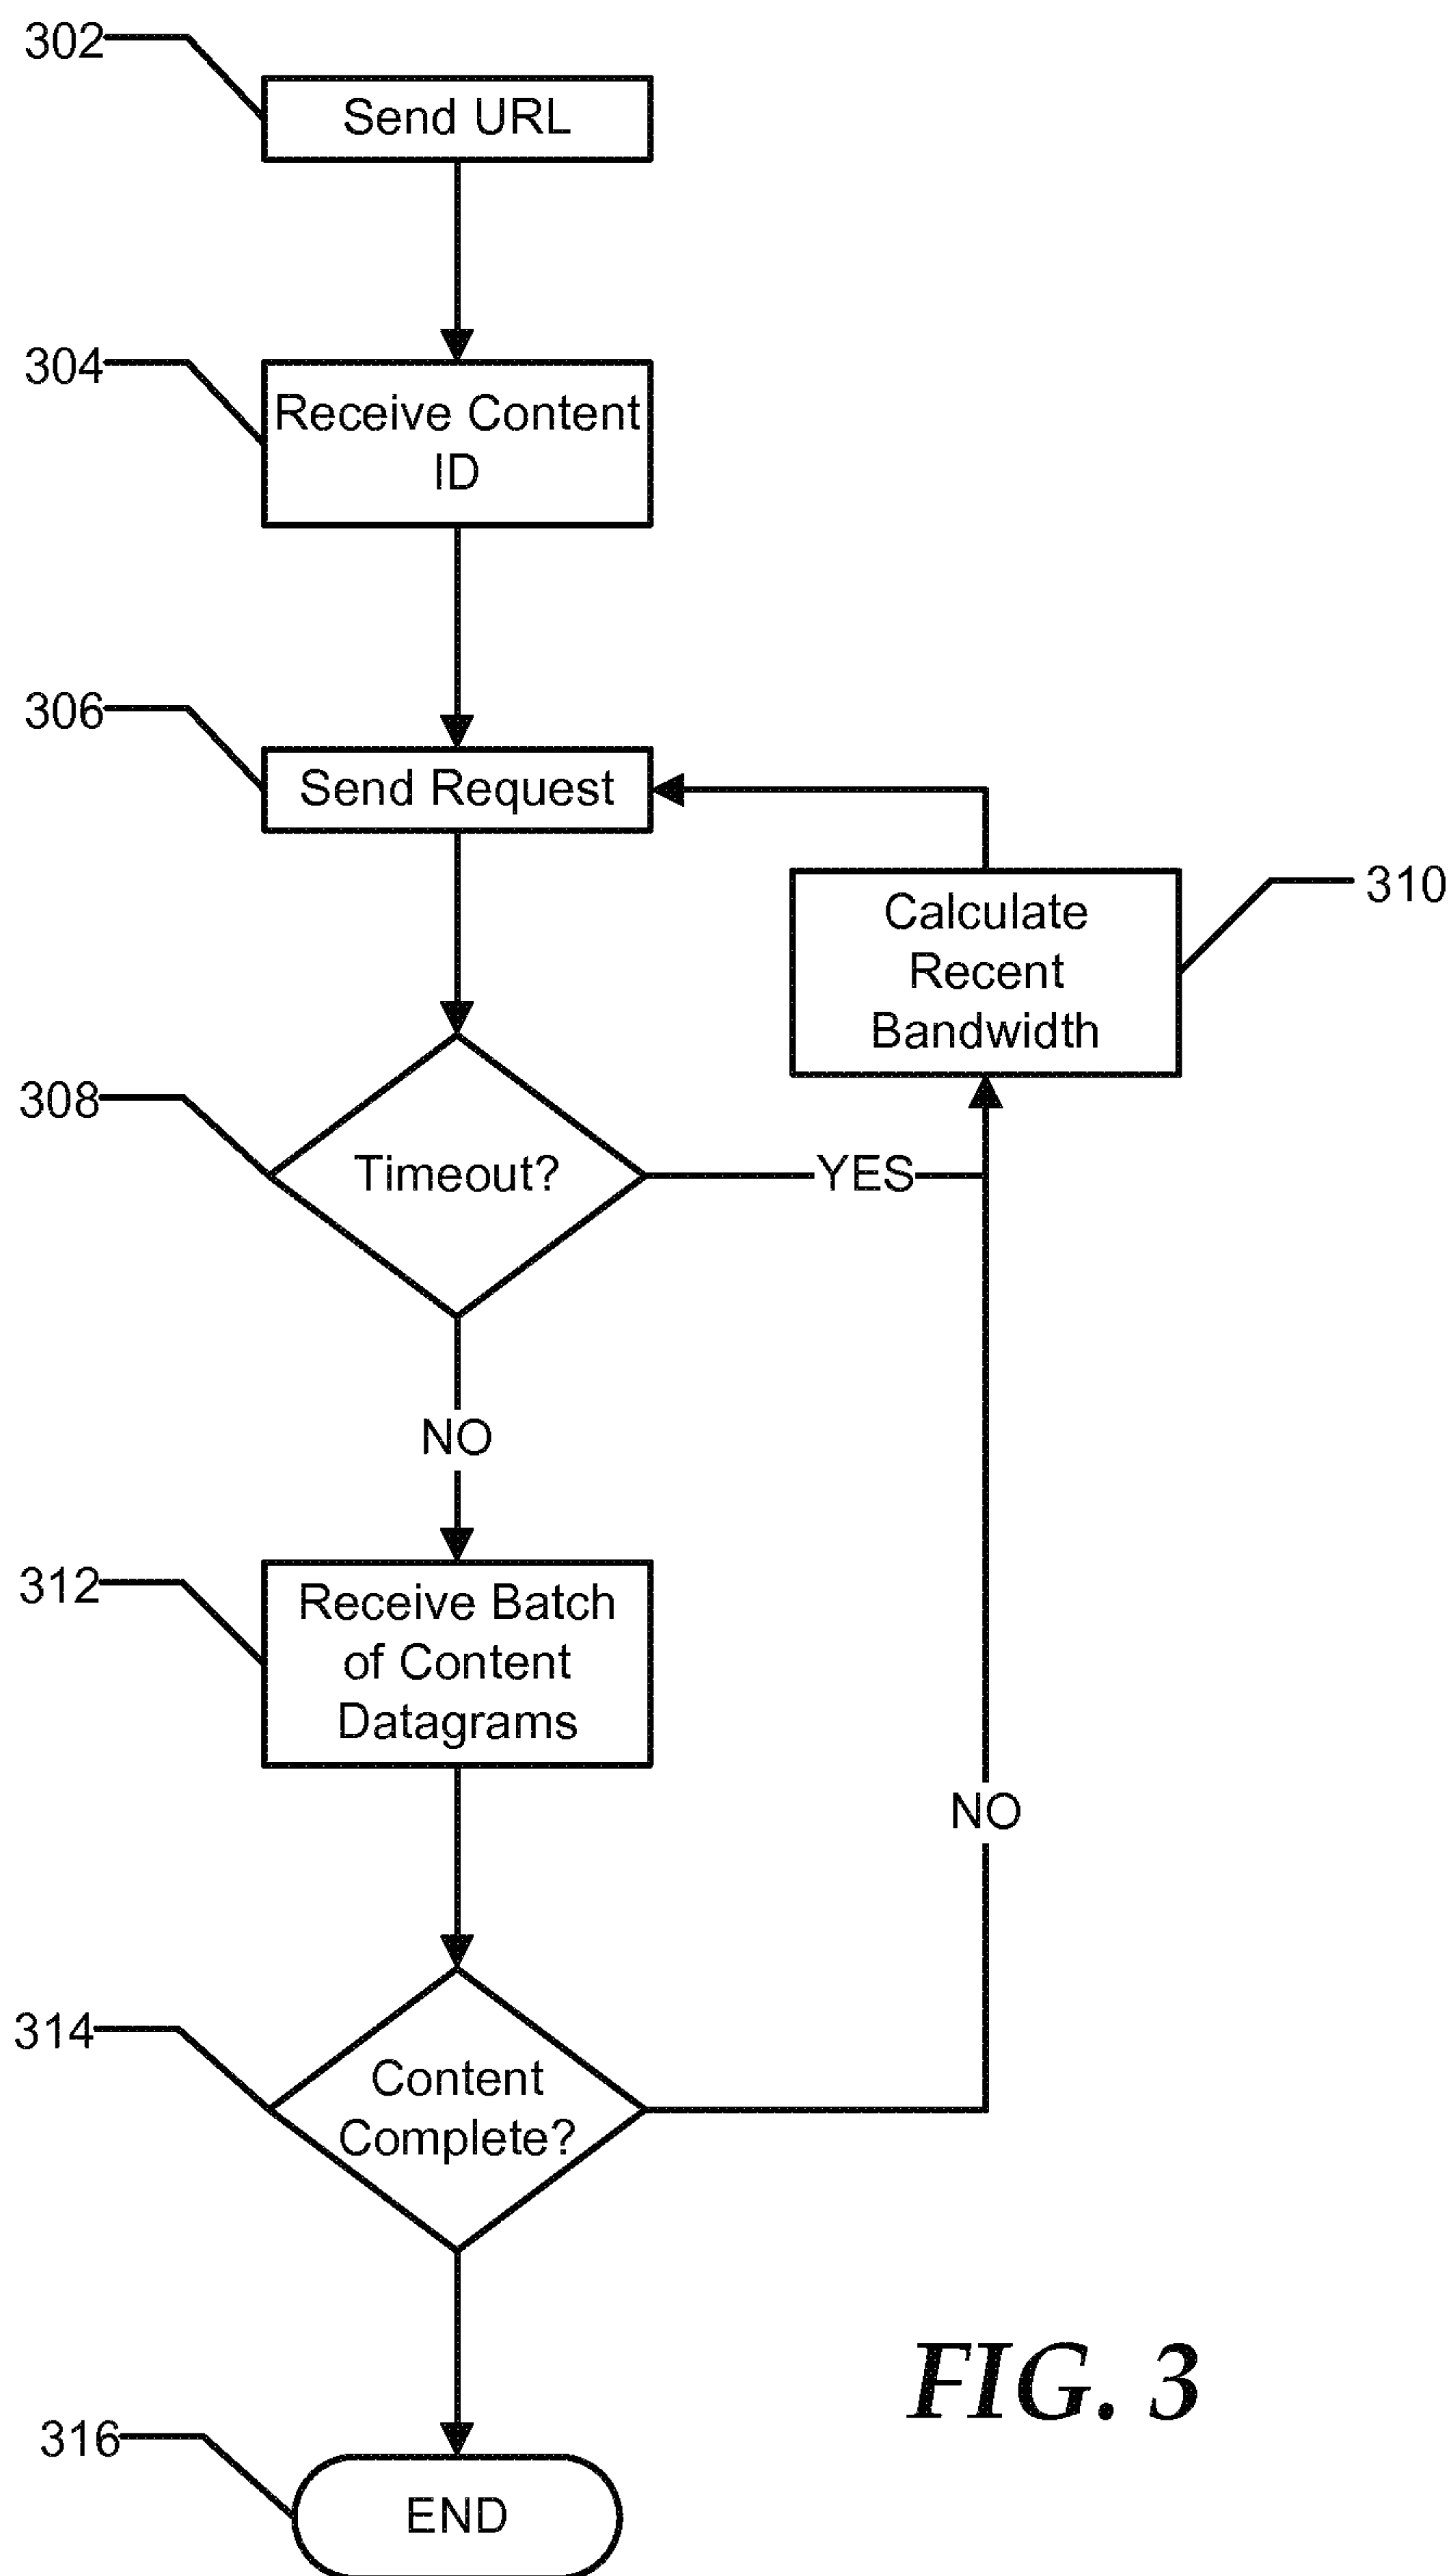 302
Send URL
304
Receive Content
ID
306
Send Request
310
Calculate
Recent
Bandwidth
308
Timeout?
YES
NO
312
Receive Batch
of Content
Datagrams
NO
314
Content
Complete?
FIG. 3
316
END